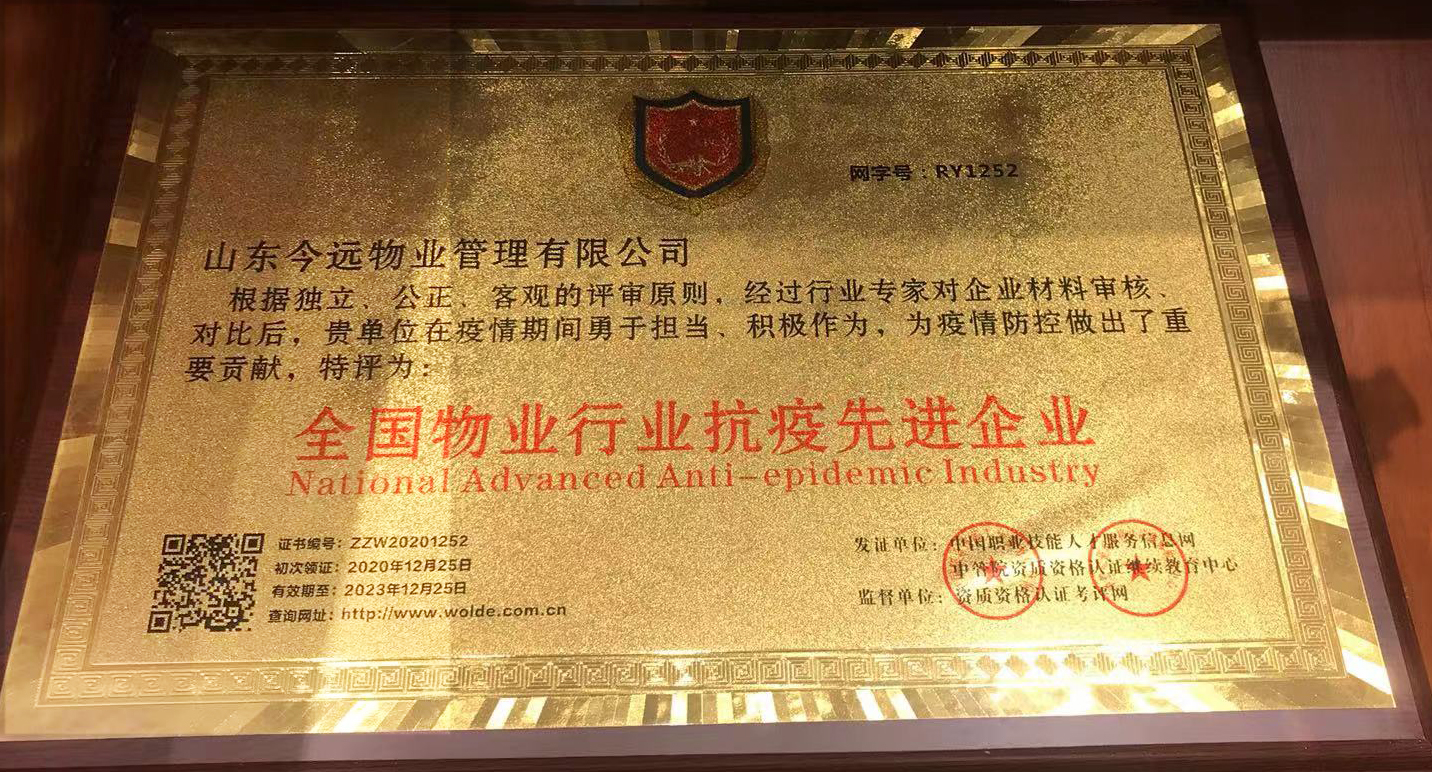 网字号：RY1252
山东今远物业管理有限公司
根据独立、公正、客观的评审原则，经过行业专家对企业材料审核、
对比后，贵单位在疫情期间勇于担当、积极作为，为疫情防控做出了重
要贡献，特评为：
全国物业行业抗疫先进企业
National Advanced Anti-epidemic Industry
证书编号：ZZW20201252
初次领证：2020年12月25日
有效期至：2023年12月25日
查询网址：http://www.wolde.com.cn
发证单位：中国职业技能人才服务信息网
中管院资质资格认证继续教育中心
监督单位：资质资格认证考评网